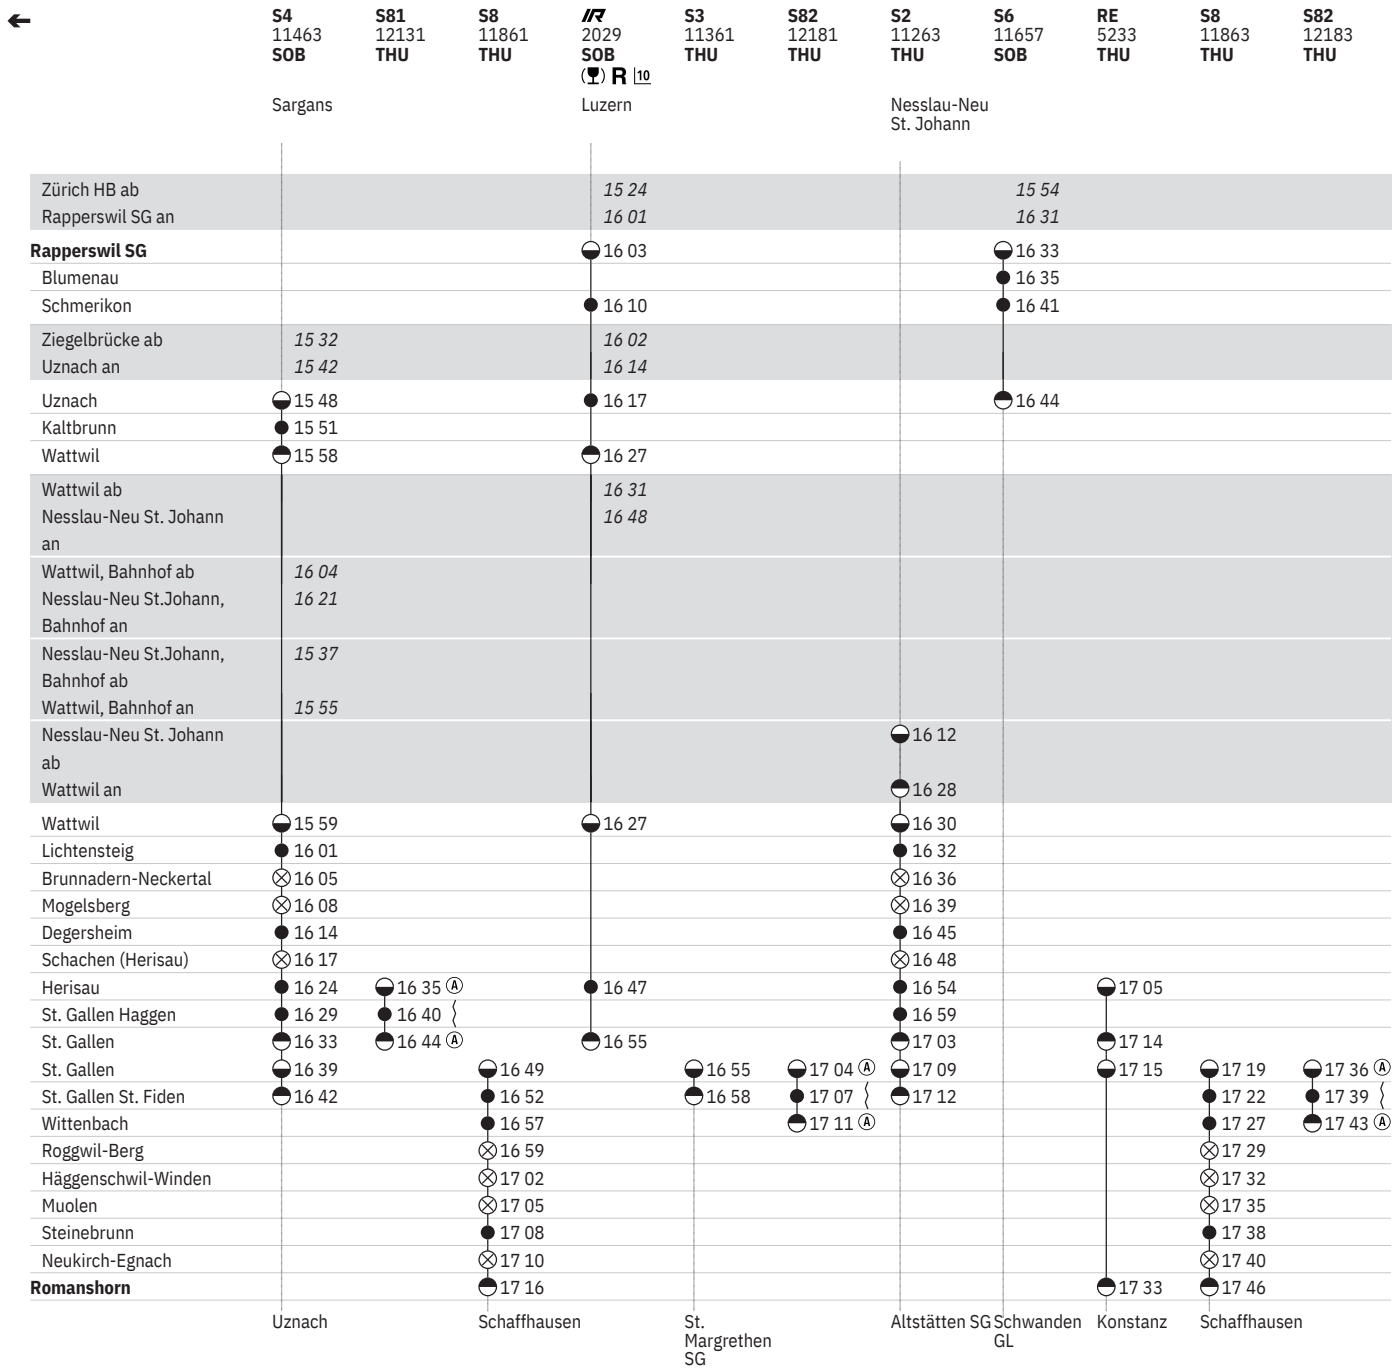 S4 S81 S8 IR S3 S82 S2 S6 RE S8 S82
11463 12131 11861 2029 11361 12181 11263 11657 5233 11863 12183
SOB THU THU SOB THU THU THU SOB THU THU THU
R 10
Sargans Luzern Nesslau-Neu
St. Johann
Zürich HB ab 15 24 15 54
Rapperswil SG an 16 01 16 31
Rapperswil SG 16 03 16 33
Blumenau 16 35
Schmerikon 16 10 16 41
Ziegelbrücke ab 15 32 16 02
Uznach an 15 42 16 14
Uznach 15 48 16 17 16 44
Kaltbrunn 15 51
Wattwil 15 58 16 27
Wattwil ab 16 31
Nesslau-Neu St. Johann 16 48
an
Wattwil, Bahnhof ab 16 04
Nesslau-Neu St.Johann, 16 21
Bahnhof an
Nesslau-Neu St.Johann, 15 37
Bahnhof ab
Wattwil, Bahnhof an 15 55
Nesslau-Neu St. Johann 16 12
ab
Wattwil an 16 28
Wattwil 15 59 16 27 16 30
Lichtensteig 16 01 16 32
Brunnadern-Neckertal 16 05 16 36
Mogelsberg 16 08 16 39
Degersheim 16 14 16 45
Schachen (Herisau) 16 17 16 48
Herisau 16 24 16 35 A 16 47 16 54 17 05
St. Gallen Haggen 16 29 16 40 16 59
St. Gallen 16 33 16 44 A 16 55 17 03 17 14
St. Gallen 16 39 16 49 16 55 17 04 A 17 09 17 15 17 19 17 36 A
St. Gallen St. Fiden 16 42 16 52 16 58 17 07 17 12 17 22 17 39
Wittenbach 16 57 17 11 A 17 27 17 43 A
Roggwil-Berg 16 59 17 29
Häggenschwil-Winden 17 02 17 32
Muolen 17 05 17 35
Steinebrunn 17 08 17 38
Neukirch-Egnach 17 10 17 40
Romanshorn 17 16 17 33 17 46
Uznach Schaffhausen St. Altstätten SG Schwanden Konstanz Schaffhausen
Margrethen GL
SG